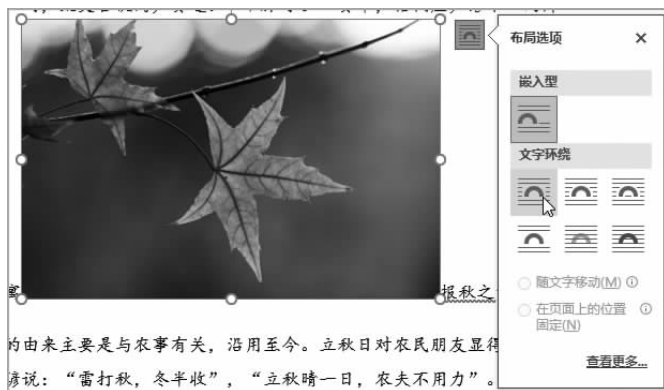 布局选项
嵌入型
文字环绕
随文字移动(M)
在页面上的位置
固定(N)
查看更多...
报秋之
的由来主要是与农事有关，沿用至今。立秋日对农民朋友显得
谚说：“雷打秋，冬半收”，“立秋晴一日，农夫不用力”。